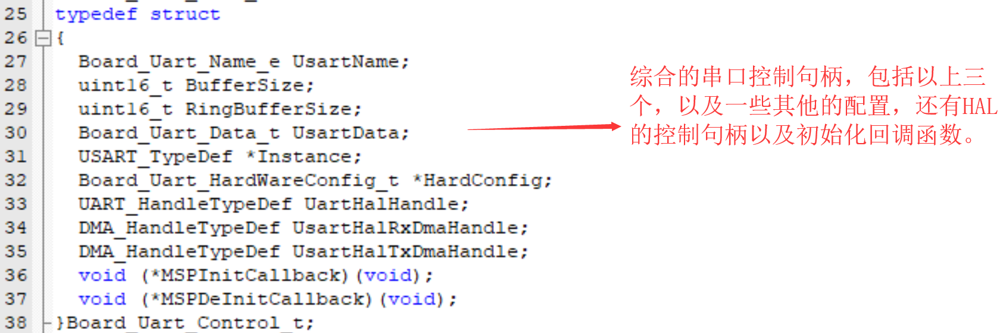 25 typedef struct
26 {
27 Board_Uart_Name_e UsartName;
28 uint16_t BufferSize;
29 uint16_t RingBufferSize;
30 Board_Uart_Data_t UsartData;
31 USART_TypeDef *Instance;
32 Board_Uart_HardWareConfig_t *HardConfig;
33 UART_HandleTypeDef UartHalHandle;
34 DMA_HandleTypeDef UsartHalRxDmaHandle;
35 DMA_HandleTypeDef UsartHalTxDmaHandle;
36 void (*MSPInitCallback)(void);
37 void (*MSPDeInitCallback)(void);
38 }Board_Uart_Control_t;
综合的串口控制句柄，包括以上三
个，以及一些其他的配置，还有HAL
的控制句柄以及初始化回调函数。